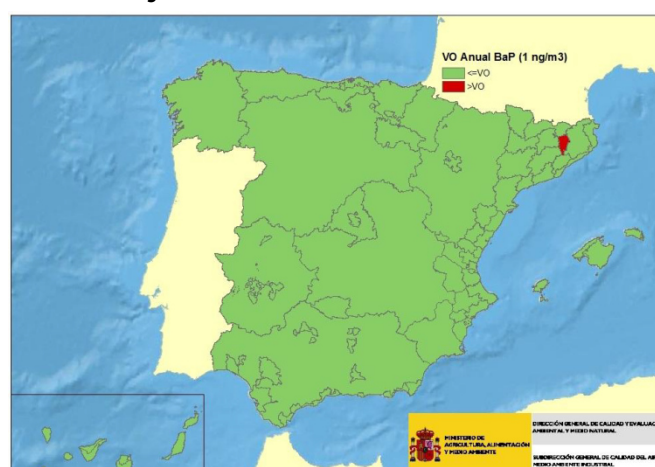 VO Anual BaP (1 ng/m3)
<=VO
>VO
MINISTERIO DE
AGRICULTURA, ALIMENTACIÓN
Y MEDIO AMBIENTE
DIRECCIÓN GENERAL DE CALIDAD Y EVALUAC
AMBIENTAL Y MEDIO NATURAL
SUBDIRECCIÓN GENERAL DE CALIDAD DEL AI
MEDIO AMBIENTE INDUSTRIAL